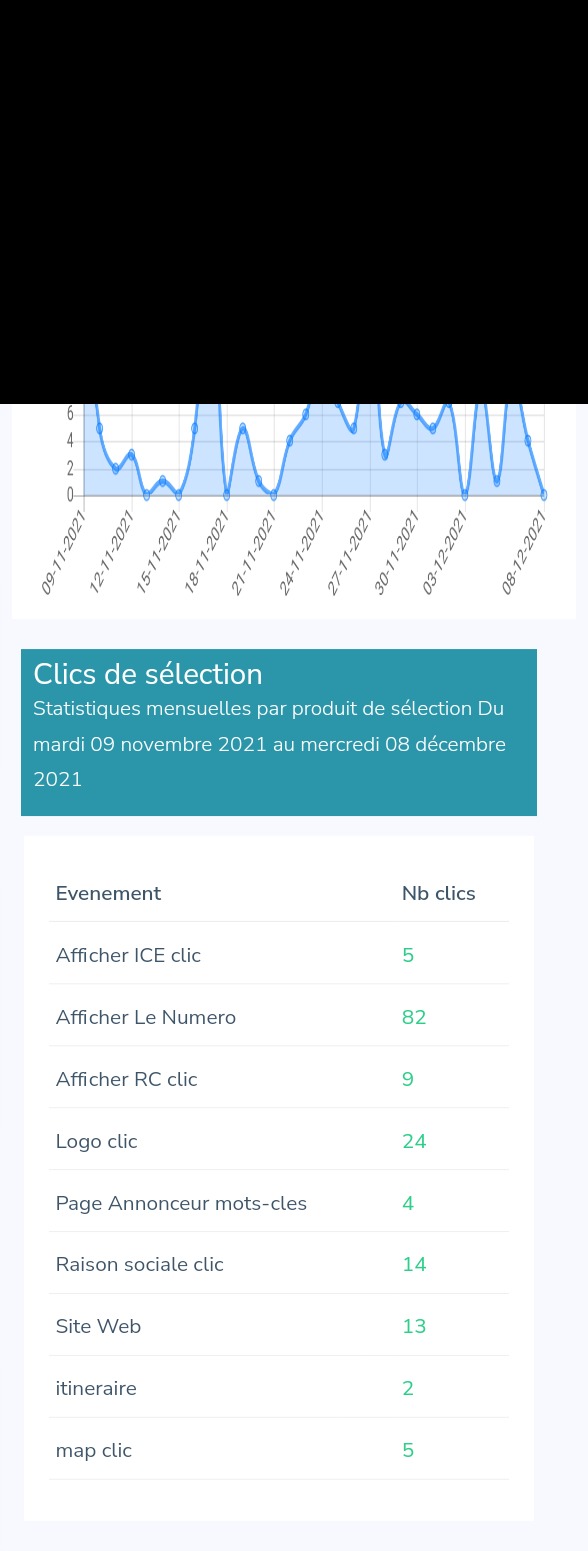 6
4
2
0
09-11-2021 12-11-2021 15-11-2021 18-11-2021 21-11-2021 24-11-2021 27-11-2021 30-11-2021 03-12-2021 08-12-2021
Clics de sélection
Statistiques mensuelles par produit de sélection Du
mardi 09 novembre 2021 au mercredi 08 décembre
2021
Evenement Nb clics
Afficher ICE clic 5
Afficher Le Numero 82
Afficher RC clic 9
Logo clic 24
Page Annonceur mots-cles 4
Raison sociale clic 14
Site Web 13
itineraire 2
map clic 5